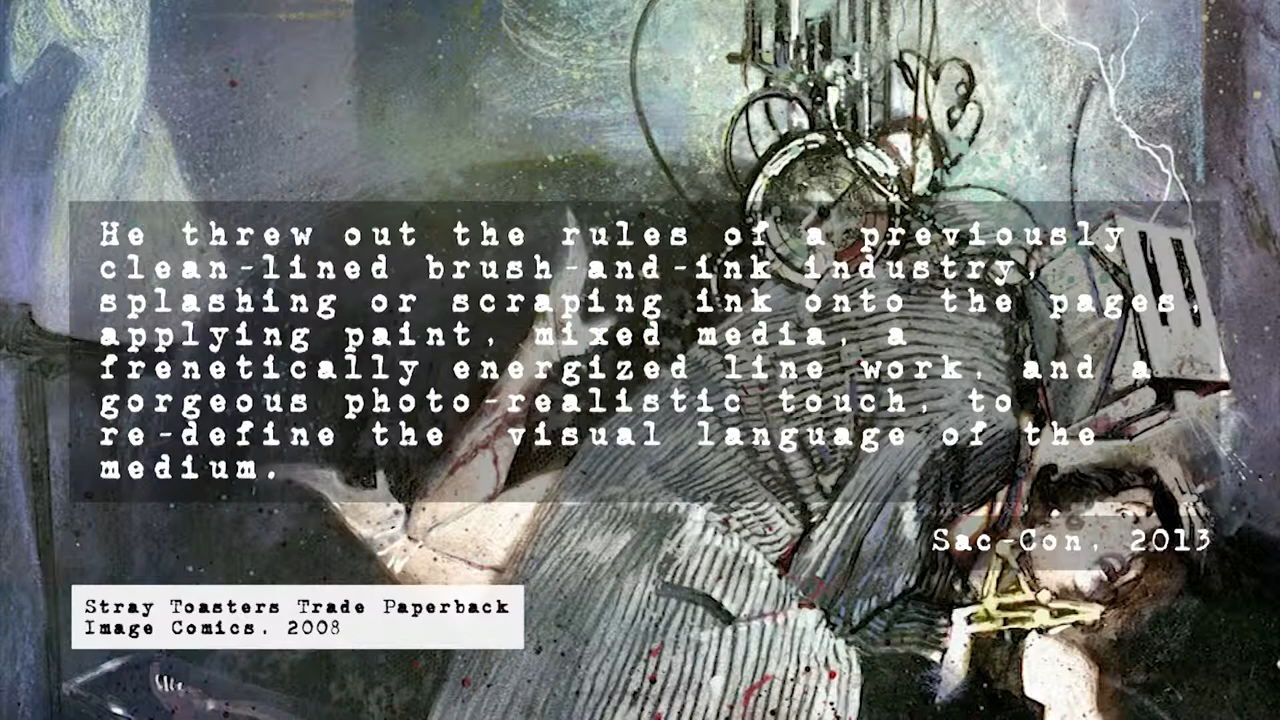 He threw out the rules of a previously
clean-lined brush-and-ink industry,
splashing or scraping ink onto the pages,
applying paint, mixed media, a
frenetically energized line work, and a
gorgeous photo-realistic touch, to
re-define the visual language of the
medium.
Sac-Con, 2013
Stray Toasters Trade Paperback
Image Comics, 2008